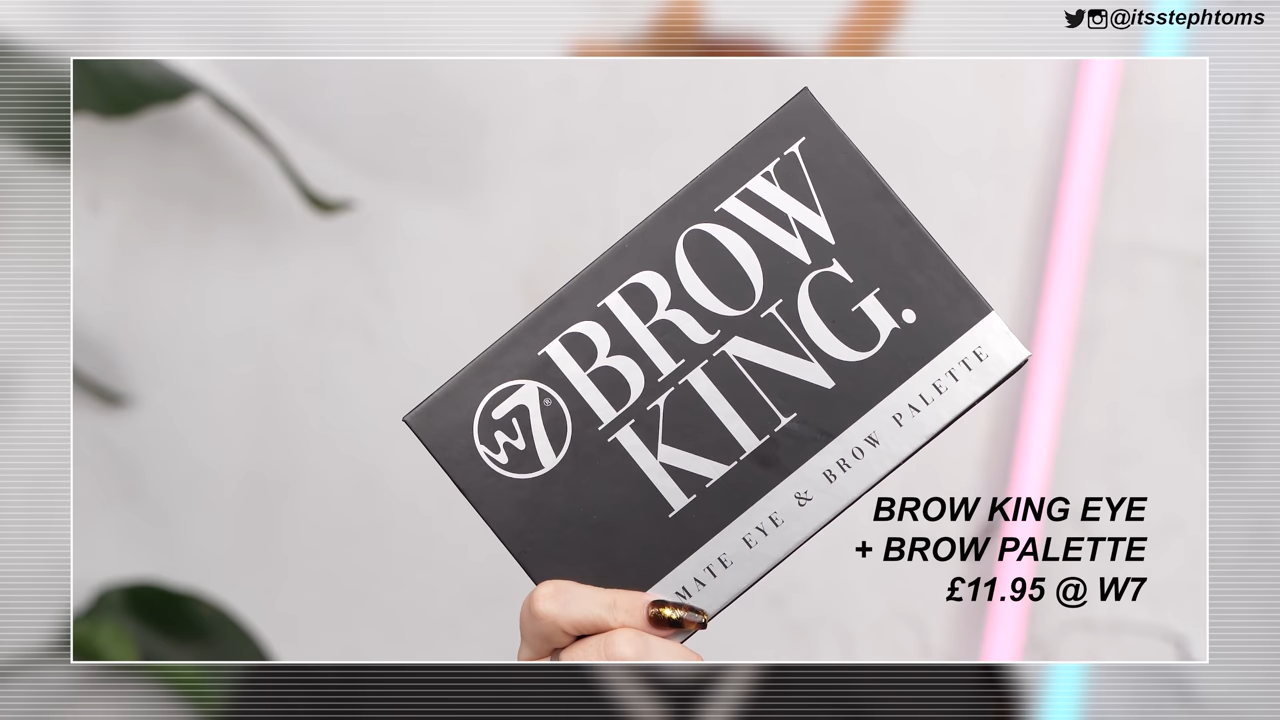 @itsstephtoms
BROW
KING.
W7®
MATE EYE & BROW PALETTE
BROW KING EYE
+ BROW PALETTE
£11.95 @ W7